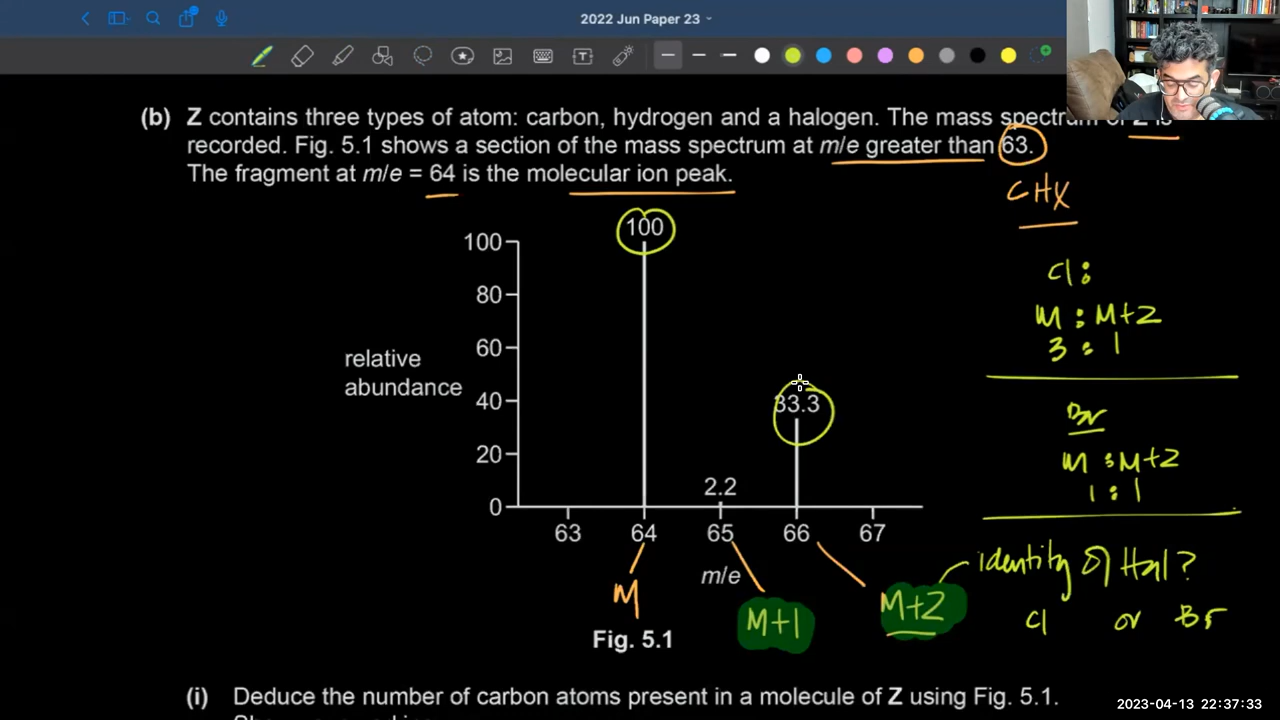 2022 Jun Paper 23
(b) Z contains three types of atom: carbon, hydrogen and a halogen. The mass spectrum of Z is
recorded. Fig. 5.1 shows a section of the mass spectrum at m/e greater than 63.
The fragment at m/e = 64 is the molecular ion peak.
CHX
100
100
80
60
40
20
0
relative
abundance
2.2
33.3
63 64 65 66 67
m/e
M
M+1
M+2
Fig. 5.1
Cl:
M : M+2
3 : 1
Br
M : M+2
1 : 1
identity of Hal?
Cl or Br
(i) Deduce the number of carbon atoms present in a molecule of Z using Fig. 5.1.
2023-04-13 22:37:33